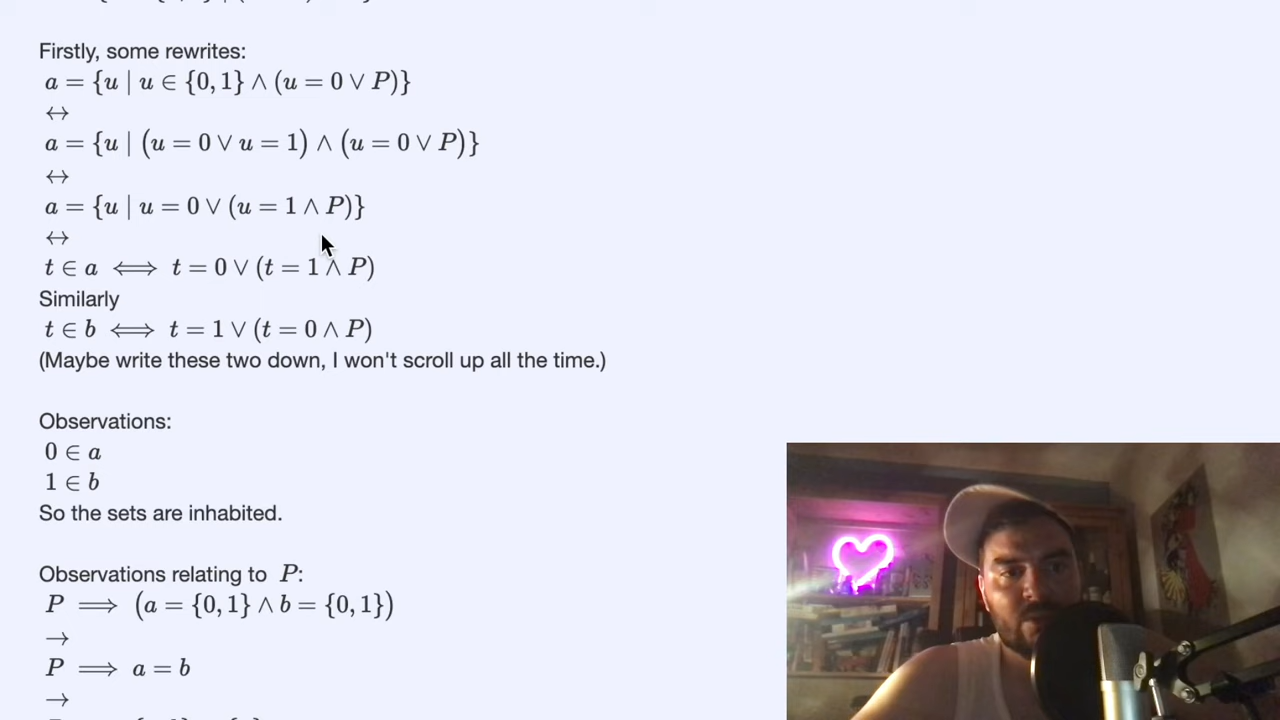 Firstly, some rewrites:
a = {u | u ∈ {0, 1} ∧ (u = 0 ∨ P)}
↔
a = {u | (u = 0 ∨ u = 1) ∧ (u = 0 ∨ P)}
↔
a = {u | u = 0 ∨ (u = 1 ∧ P)}
↔
t ∈ a ⟺ t = 0 ∨ (t = 1 ∧ P)
Similarly
t ∈ b ⟺ t = 1 ∨ (t = 0 ∧ P)
(Maybe write these two down, I won't scroll up all the time.)
Observations:
0 ∈ a
1 ∈ b
So the sets are inhabited.
Observations relating to P:
P ⟹ (a = {0, 1} ∧ b = {0, 1})
→
P ⟹ a = b
→